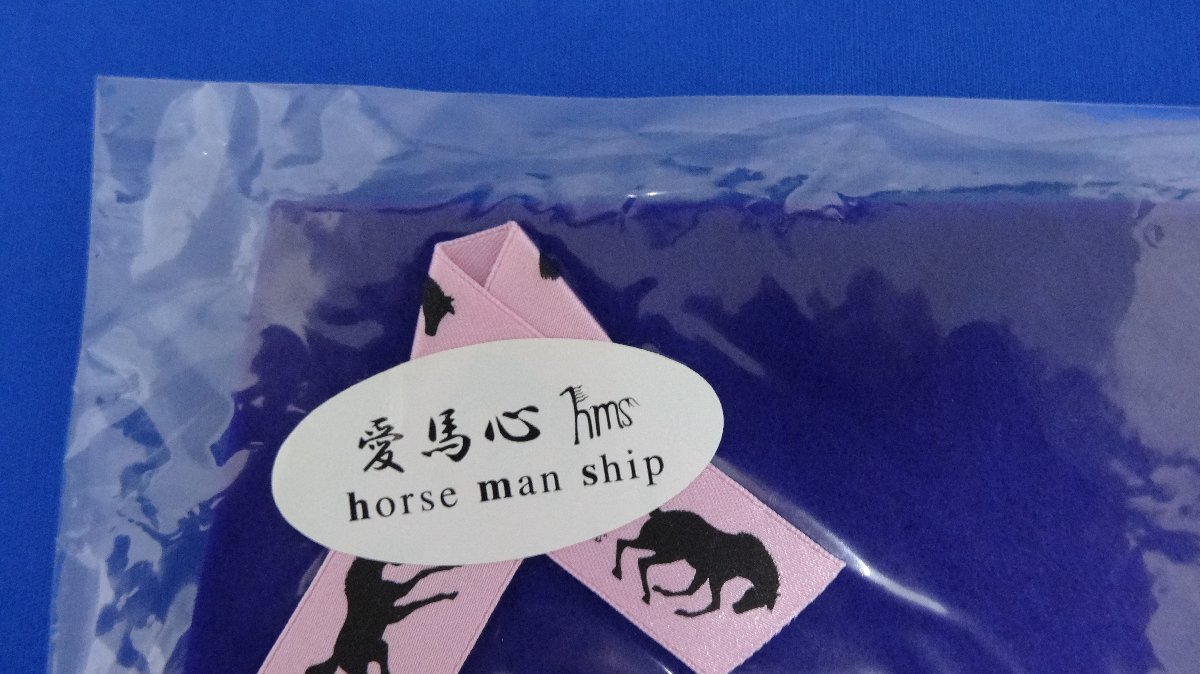 愛馬心 hms
horse man ship